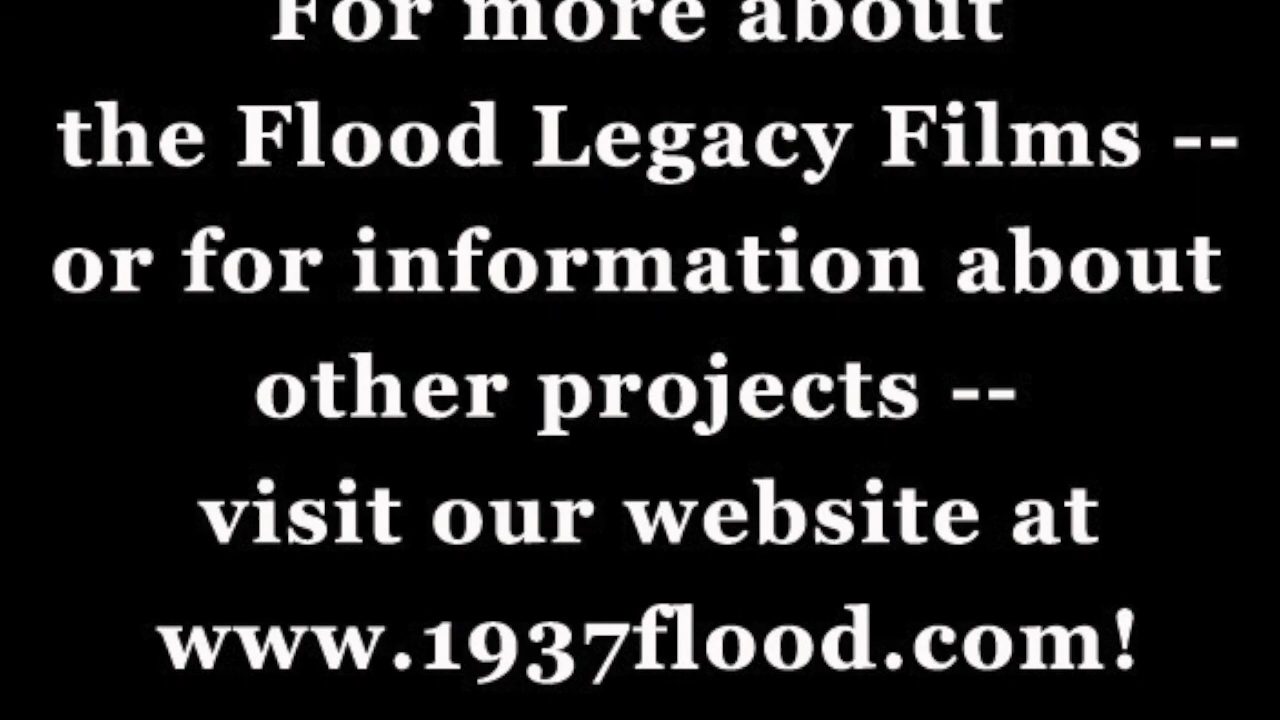 For more about
the Flood Legacy Films --
or for information about
other projects --
visit our website at
www.1937flood.com!